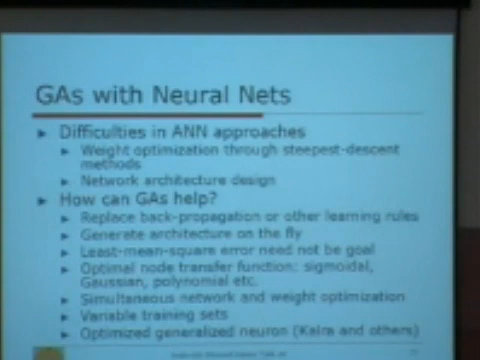 GAs with Neural Nets
Difficulties in ANN approaches
Weight optimization through steepest-descent
methods
Network architecture design
How can GAs help?
Replace back-propagation or other learning rules
Generate architecture on the fly
Least-mean-square error need not be goal
Optimal node transfer function: sigmoidal,
Gaussian, polynomial etc.
Simultaneous network and weight optimization
Variable training sets
Optimized generalized neuron (Kalra and others)